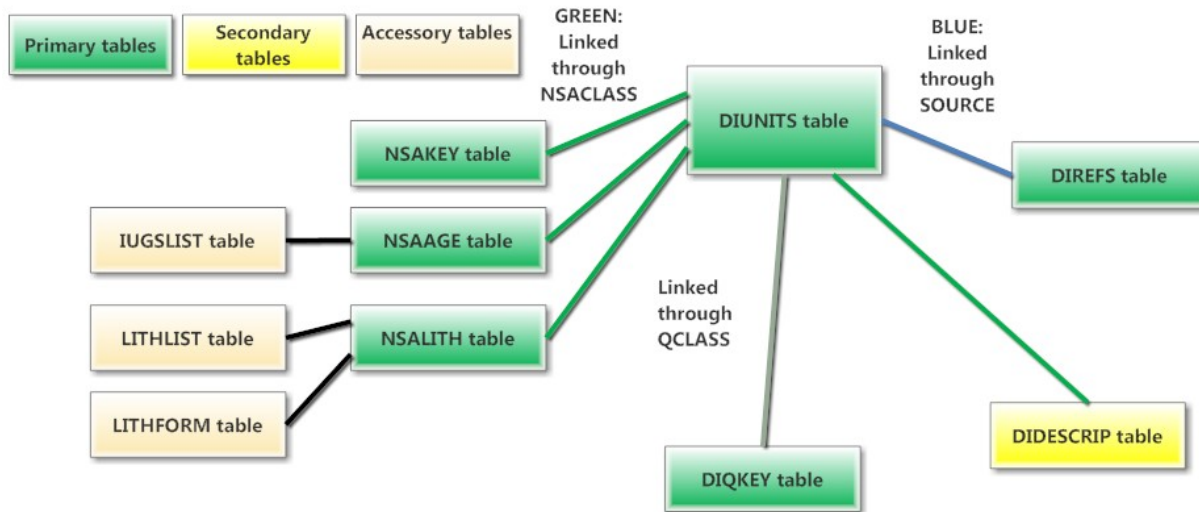 Primary tables
Secondary
tables
Accessory tables
GREEN:
Linked
through
NSACLASS
BLUE:
Linked
through
SOURCE
DIUNITS table
NSAKEY table
DIREFS table
IUGSLIST table
NSAAGE table
Linked
through
QCLASS
LITHLIST table
NSALITH table
LITHFORM table
DIDESCRIP table
DIQKEY table